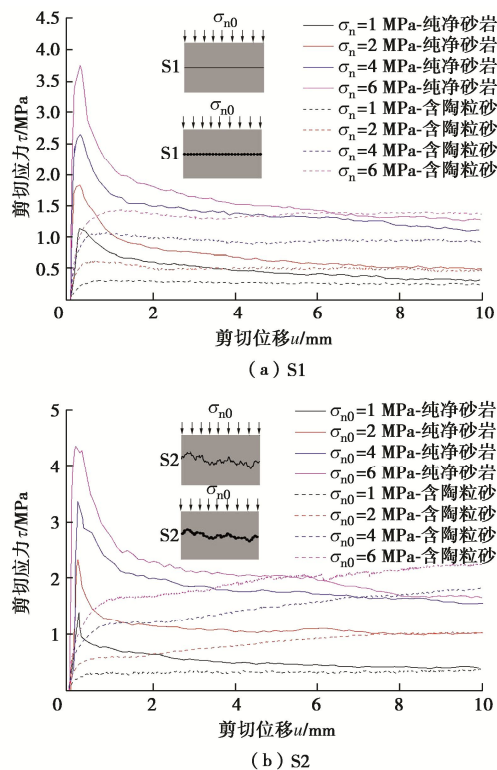 σn0
S1
σn0
S1
σn=1 MPa-纯净砂岩
σn=2 MPa-纯净砂岩
σn=4 MPa-纯净砂岩
σn=6 MPa-纯净砂岩
σn=1 MPa-含陶粒砂
σn=2 MPa-含陶粒砂
σn=4 MPa-含陶粒砂
σn=6 MPa-含陶粒砂
剪切应力τ/MPa
4.5
4.0
3.5
3.0
2.5
2.0
1.5
1.0
0.5
0 2 4 6 8 10
剪切位移u/mm
(a) S1
σn0
S2
σn0
S2
σn0=1 MPa-纯净砂岩
σn0=2 MPa-纯净砂岩
σn0=4 MPa-纯净砂岩
σn0=6 MPa-纯净砂岩
σn0=1 MPa-含陶粒砂
σn0=2 MPa-含陶粒砂
σn0=4 MPa-含陶粒砂
σn0=6 MPa-含陶粒砂
剪切应力τ/MPa
5
4
3
2
1
0 2 4 6 8 10
剪切位移u/mm
(b) S2